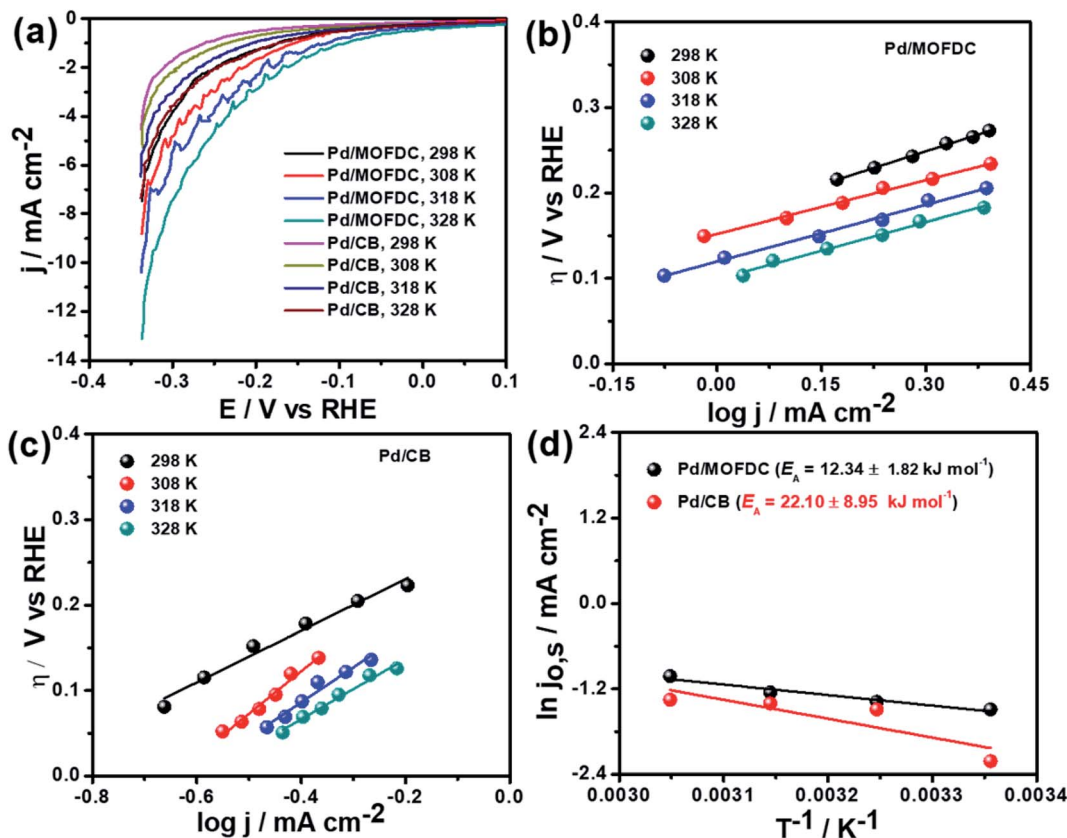 (a)
0
-2
-4
-6
-8
-10
-12
-14
j / mA cm-2
Pd/MOFDC, 298 K
Pd/MOFDC, 308 K
Pd/MOFDC, 318 K
Pd/MOFDC, 328 K
Pd/CB, 298 K
Pd/CB, 308 K
Pd/CB, 318 K
Pd/CB, 328 K
-0.4 -0.3 -0.2 -0.1 0.0 0.1
E / V vs RHE
(b)
Pd/MOFDC
298 K
308 K
318 K
328 K
0.4
0.3
0.2
0.1
0.0
η / V vs RHE
-0.15 0.00 0.15 0.30 0.45
log j / mA cm-2
(c)
Pd/CB
298 K
308 K
318 K
328 K
0.4
0.3
0.2
0.1
0.0
η / V vs RHE
-0.8 -0.6 -0.4 -0.2 0.0
log j / mA cm-2
(d)
Pd/MOFDC (EA = 12.34 ± 1.82 kJ mol-1)
Pd/CB (EA = 22.10 ± 8.95 kJ mol-1)
2.4
1.2
0.0
-1.2
-2.4
ln jo,s / mA cm-2
0.0030 0.0031 0.0032 0.0033 0.0034
T-1 / K-1